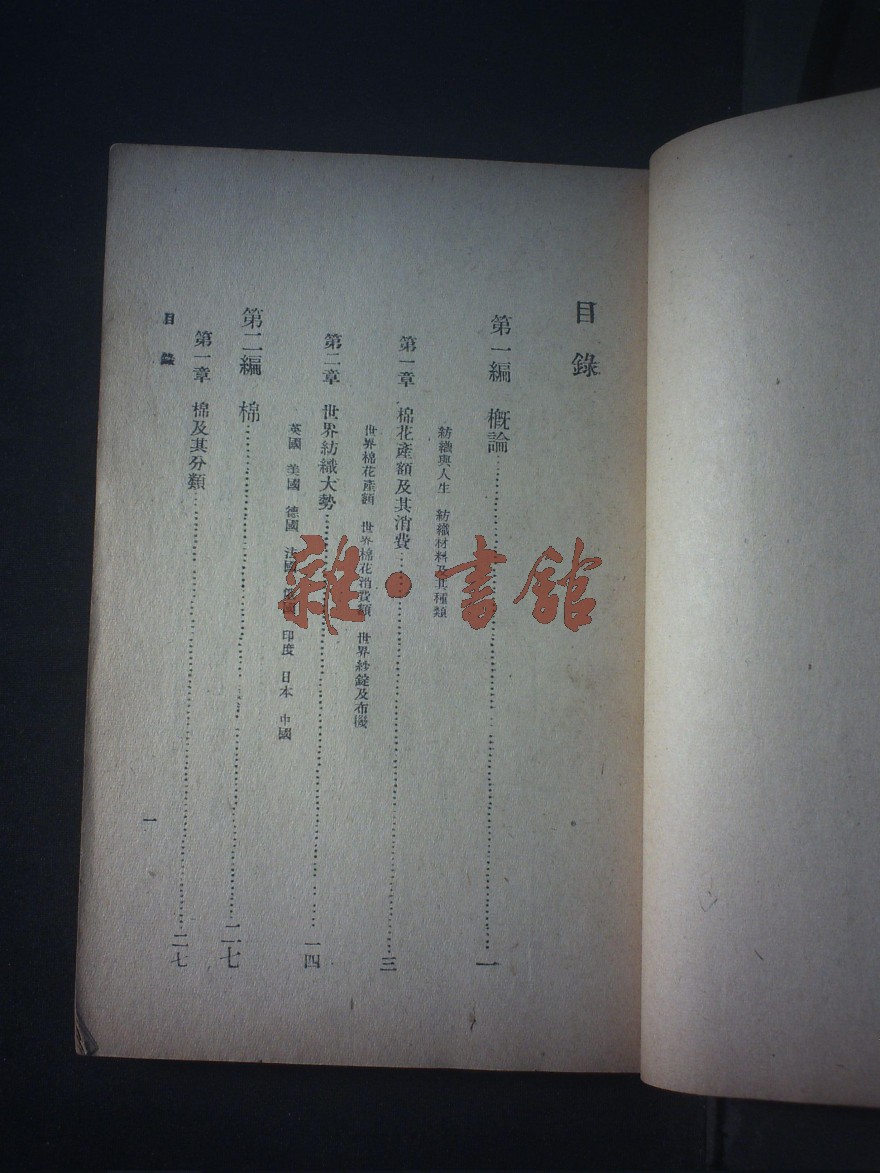 目錄
第一編　概論…………一
紡織與人生　紡織材料及其種類
第一章　棉花產額及其消費…………三
世界棉花產額　世界棉花消費額　世界紗錠及布機
第二章　世界紡織大勢…………一四
英國　美國　德國　法國　俄國　印度　日本　中國
第二編　棉…………二七
第一章　棉及其分類…………二七
目錄
一
雜·書館